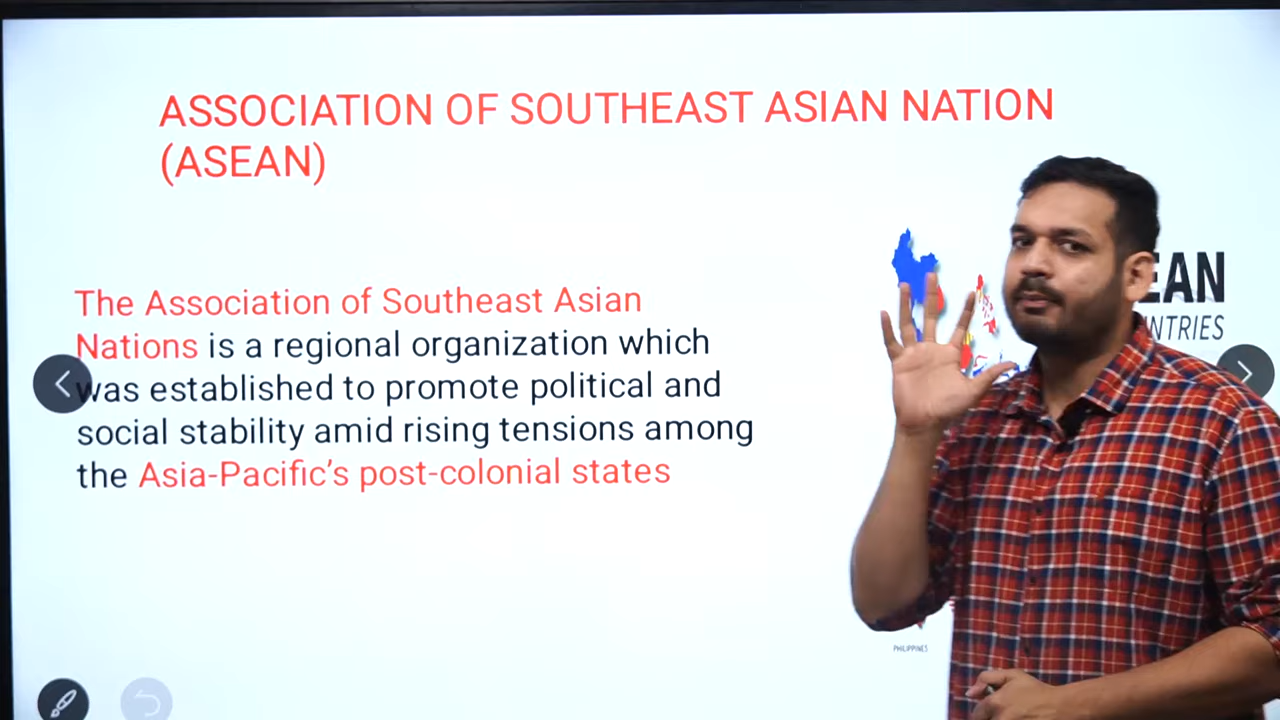 ASSOCIATION OF SOUTHEAST ASIAN NATION
(ASEAN)
The Association of Southeast Asian
Nations is a regional organization which
was established to promote political and
social stability amid rising tensions among
the Asia-Pacific's post-colonial states
EAN
NTRIES
PHILIPPINES